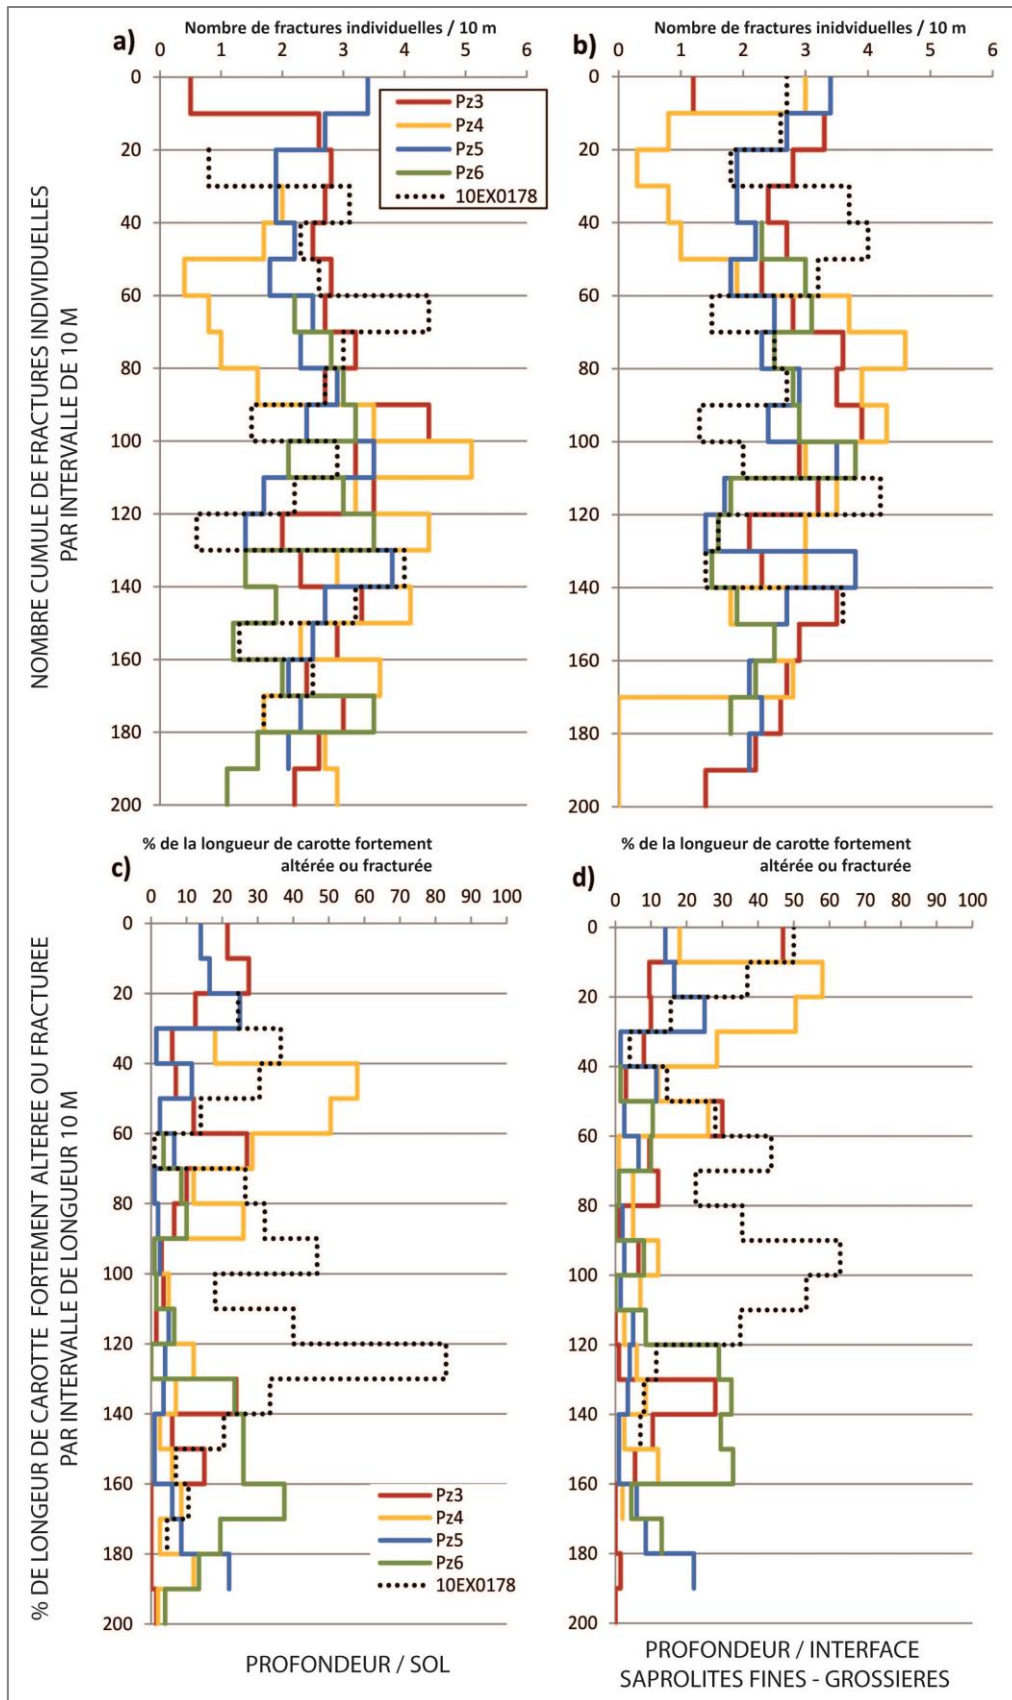 Nombre de fractures individuelles / 10 m
a)
0 1 2 3 4 5 6
0
20
40
60
80
100
120
140
160
180
200
Pz3
Pz4
Pz5
Pz6
10EX0178
Nombre de fractures individuelles / 10 m
b)
0 1 2 3 4 5 6
0
20
40
60
80
100
120
140
160
180
200
NOMBRE CUMULE DE FRACTURES INDIVIDUELLES
PAR INTERVALLE DE 10 M
% de la longueur de carotte fortement
altérée ou fracturée
c)
0 10 20 30 40 50 60 70 80 90 100
0
20
40
60
80
100
120
140
160
180
200
Pz3
Pz4
Pz5
Pz6
10EX0178
% de la longueur de carotte fortement
altérée ou fracturée
d)
0 10 20 30 40 50 60 70 80 90 100
0
20
40
60
80
100
120
140
160
180
200
% DE LONGEUR DE CAROTTE FORTEMENT ALTEREE OU FRACTUREE
PAR INTERVALLE DE LONGUEUR 10 M
PROFONDEUR / SOL
PROFONDEUR / INTERFACE
SAPROLITES FINES - GROSSIERES